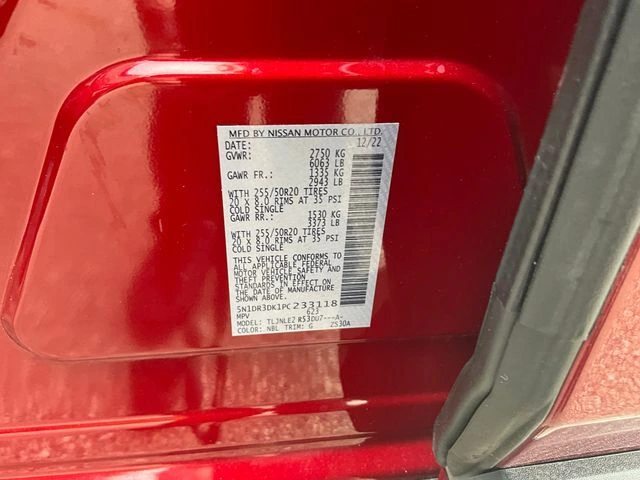 MFD BY NISSAN MOTOR CO., LTD.
DATE: 12/22
GVWR: 2750 KG
6063 LB
GAWR FR.: 1335 KG
2943 LB
WITH 255/50R20 TIRES
20 x 8.0 RIMS AT 35 PSI
COLD SINGLE
GAWR RR.: 1530 KG
3373 LB
WITH 255/50R20 TIRES
20 x 8.0 RIMS AT 35 PSI
COLD SINGLE
THIS VEHICLE CONFORMS TO
ALL APPLICABLE FEDERAL
MOTOR VEHICLE SAFETY AND
THEFT PREVENTION
STANDARDS IN EFFECT ON
THE DATE OF MANUFACTURE
SHOWN ABOVE.
5N1DR3DK1PC233118
MPV 623
MODEL: TLJNLEZ R53DU7---A-
COLOR: NBL TRIM: G ZS30A